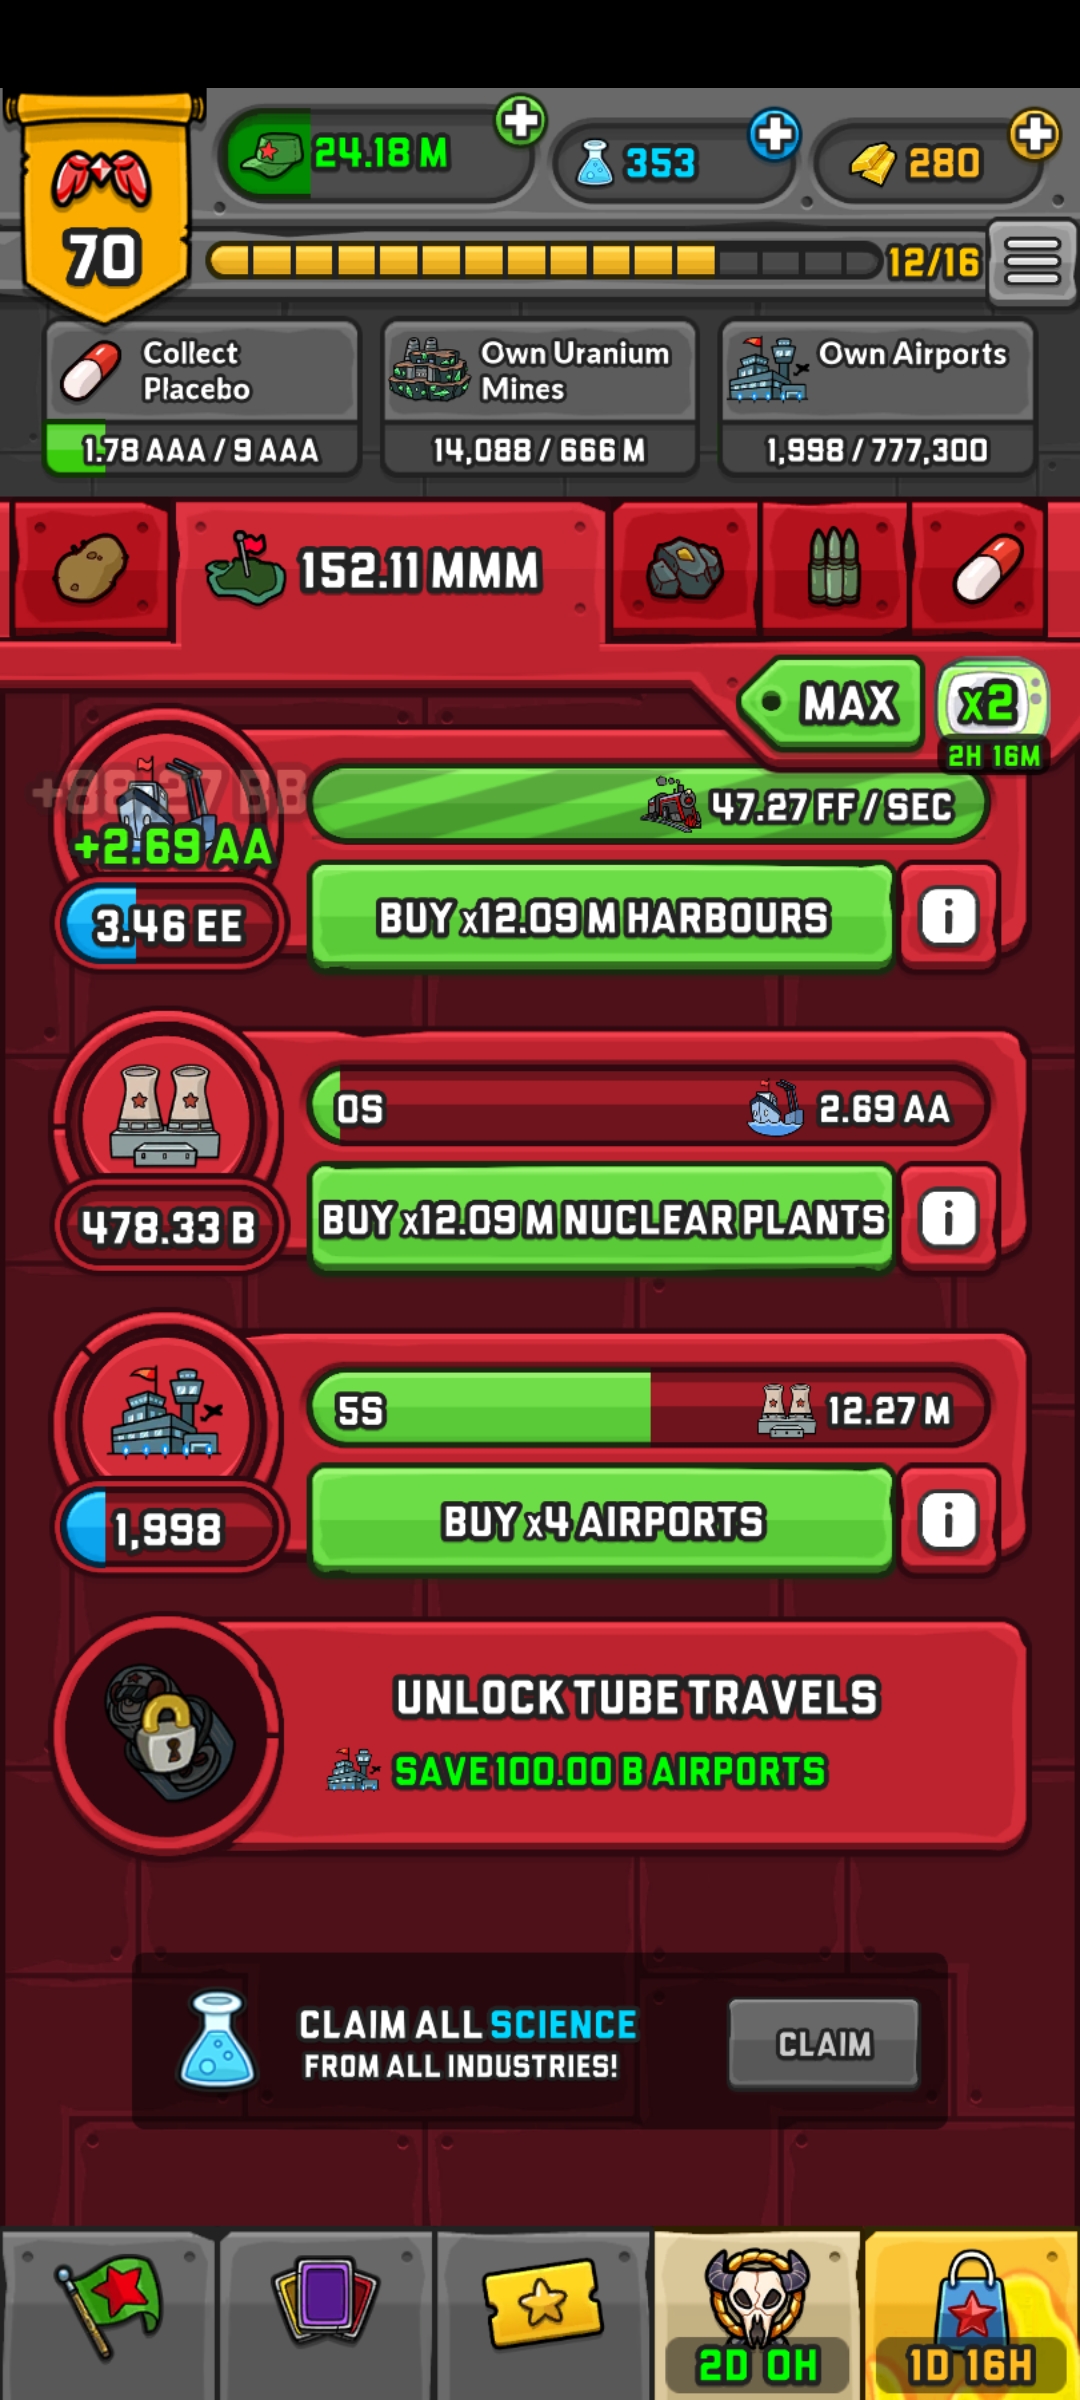 70
24.18 M
353
280
12/16
Collect
Placebo
1.78 AAA / 9 AAA
Own Uranium
Mines
14,088 / 666 M
Own Airports
1,998 / 777,300
152.11 MMM
MAX
x2
2H 16M
+88.27 BB
+2.69 AA
47.27 FF / SEC
3.46 EE
BUY x12.09 M HARBOURS
i
0S
2.69 AA
478.33 B
BUY x12.09 M NUCLEAR PLANTS
i
5S
12.27 M
1,998
BUY x4 AIRPORTS
i
UNLOCK TUBE TRAVELS
SAVE 100.00 B AIRPORTS
CLAIM ALL SCIENCE
FROM ALL INDUSTRIES!
CLAIM
2D 0H
1D 16H